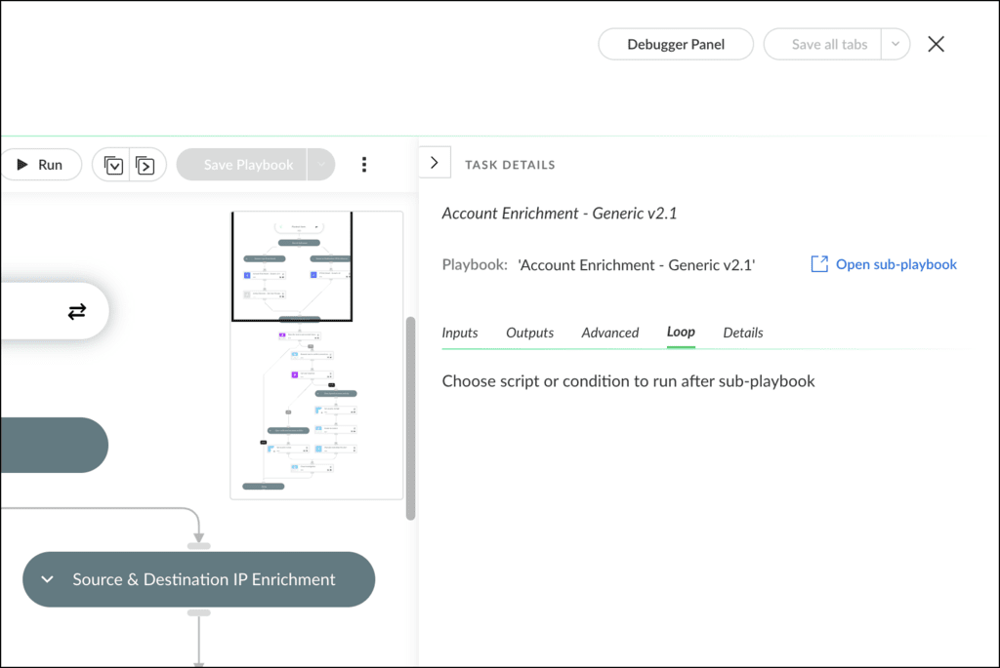 Debugger Panel
Save all tabs
Run
Save Playbook
TASK DETAILS
Account Enrichment - Generic v2.1
Playbook: 'Account Enrichment - Generic v2.1'
Open sub-playbook
Inputs Outputs Advanced Loop Details
Choose script or condition to run after sub-playbook
Source & Destination IP Enrichment